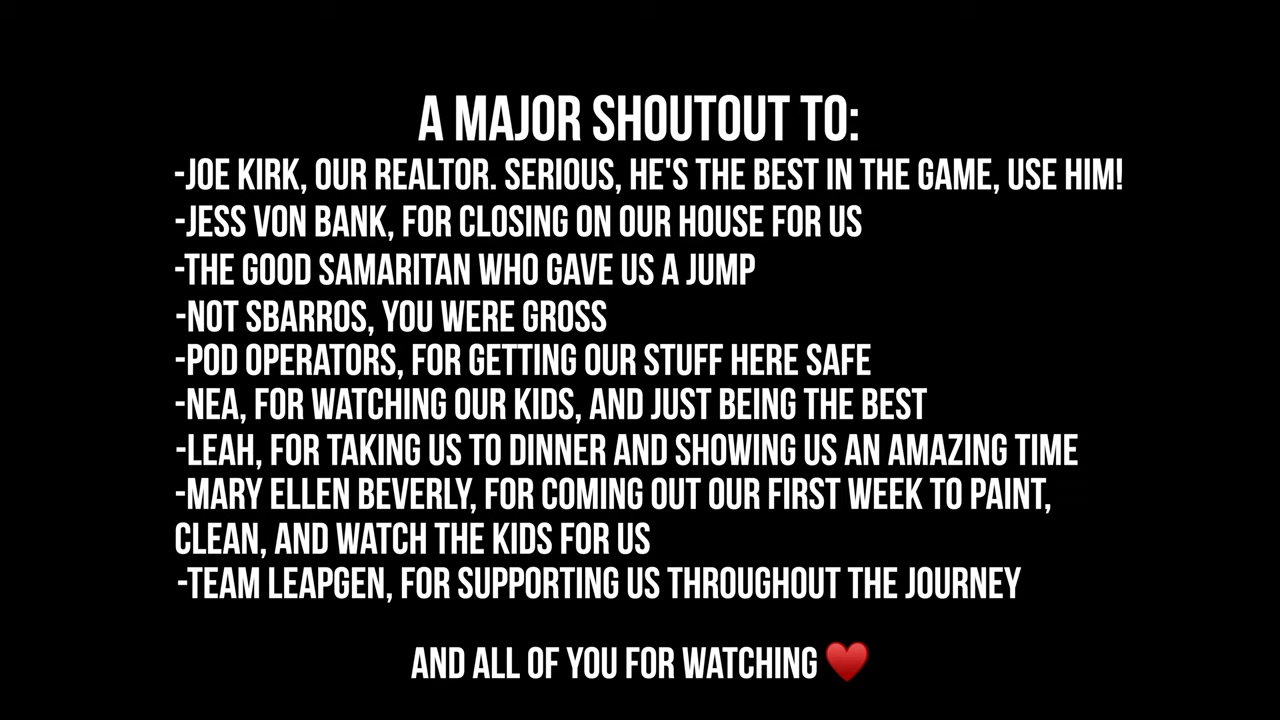 A MAJOR SHOUTOUT TO:
-JOE KIRK, OUR REALTOR. SERIOUS, HE'S THE BEST IN THE GAME, USE HIM!
-JESS VON BANK, FOR CLOSING ON OUR HOUSE FOR US
-THE GOOD SAMARITAN WHO GAVE US A JUMP
-NOT SBARROS, YOU WERE GROSS
-POD OPERATORS, FOR GETTING OUR STUFF HERE SAFE
-NEA, FOR WATCHING OUR KIDS, AND JUST BEING THE BEST
-LEAH, FOR TAKING US TO DINNER AND SHOWING US AN AMAZING TIME
-MARY ELLEN BEVERLY, FOR COMING OUT OUR FIRST WEEK TO PAINT,
CLEAN, AND WATCH THE KIDS FOR US
-TEAM LEAPGEN, FOR SUPPORTING US THROUGHOUT THE JOURNEY
AND ALL OF YOU FOR WATCHING ♥️